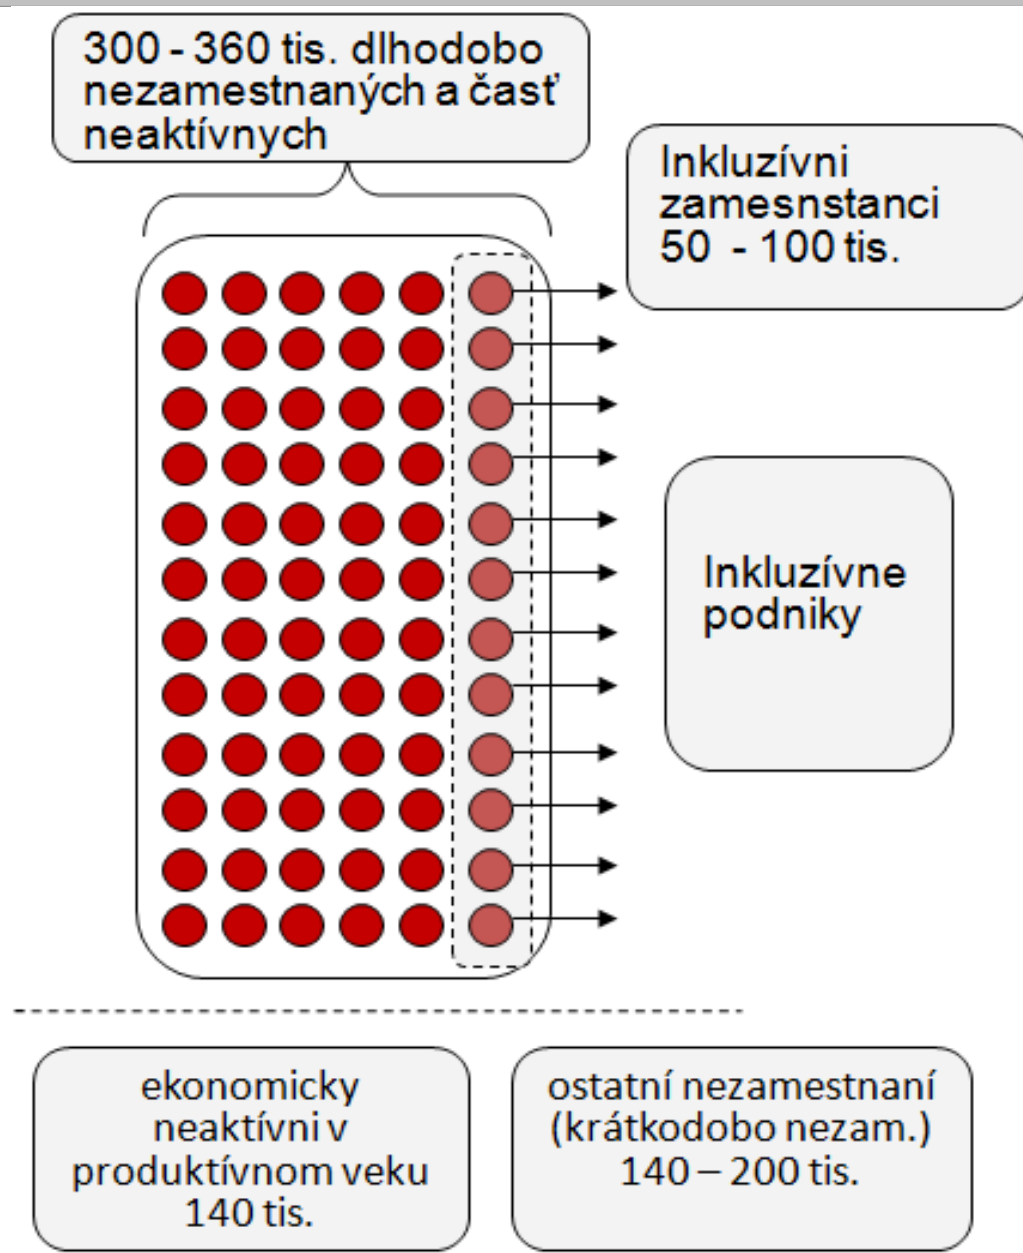 300 - 360 tis. dlhodobo
nezamestnaných a časť
neaktívnych
Inkluzívni
zamesnstanci
50 - 100 tis.
Inkluzívne
podniky
ekonomicky
neaktívni v
produktívnom veku
140 tis.
ostatní nezamestnaní
(krátkodobo nezam.)
140 – 200 tis.